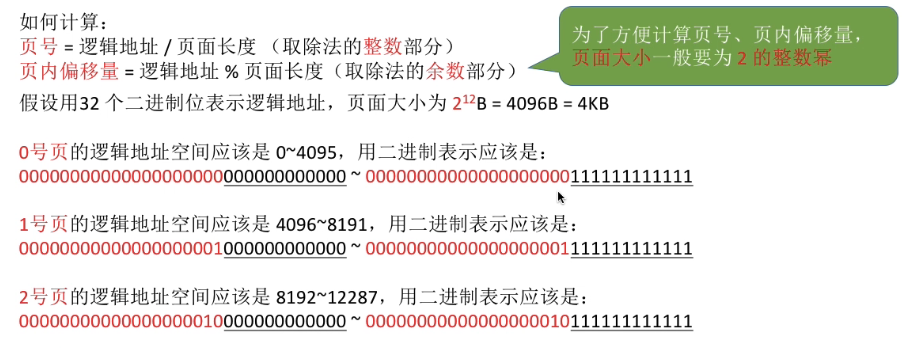 如何计算：
页号 = 逻辑地址 / 页面长度 （取除法的整数部分）
页内偏移量 = 逻辑地址 % 页面长度（取除法的余数部分）
为了方便计算页号、页内偏移量，
页面大小一般要为 2 的整数幂
假设用32 个二进制位表示逻辑地址，页面大小为 2¹²B = 4096B = 4KB
0号页的逻辑地址空间应该是 0~4095，用二进制表示应该是：
00000000000000000000000000000000 ~ 00000000000000000000111111111111
1号页的逻辑地址空间应该是 4096~8191，用二进制表示应该是：
00000000000000000001000000000000 ~ 00000000000000000001111111111111
2号页的逻辑地址空间应该是 8192~12287，用二进制表示应该是：
00000000000000000010000000000000 ~ 00000000000000000010111111111111